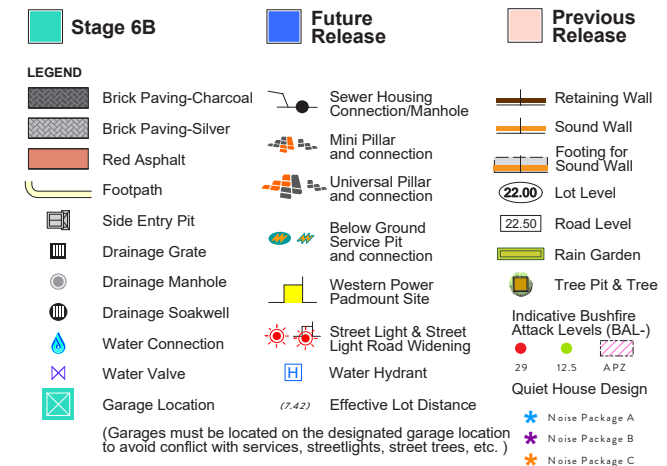 Stage 6B
Future
Release
Previous
Release
LEGEND
Brick Paving-Charcoal
Brick Paving-Silver
Red Asphalt
Footpath
Side Entry Pit
Drainage Grate
Drainage Manhole
Drainage Soakwell
Water Connection
Water Valve
Garage Location
Sewer Housing
Connection/Manhole
Mini Pillar
and connection
Universal Pillar
and connection
Below Ground
Service Pit
and connection
Western Power
Padmount Site
Street Light & Street
Light Road Widening
H Water Hydrant
(7.42) Effective Lot Distance
(Garages must be located on the designated garage location
to avoid conflict with services, streetlights, street trees, etc. )
Retaining Wall
Sound Wall
Footing for
Sound Wall
22.00 Lot Level
22.50 Road Level
Rain Garden
Tree Pit & Tree
Indicative Bushfire
Attack Levels (BAL-)
29 12.5 APZ
Quiet House Design
Noise Package A
Noise Package B
Noise Package C